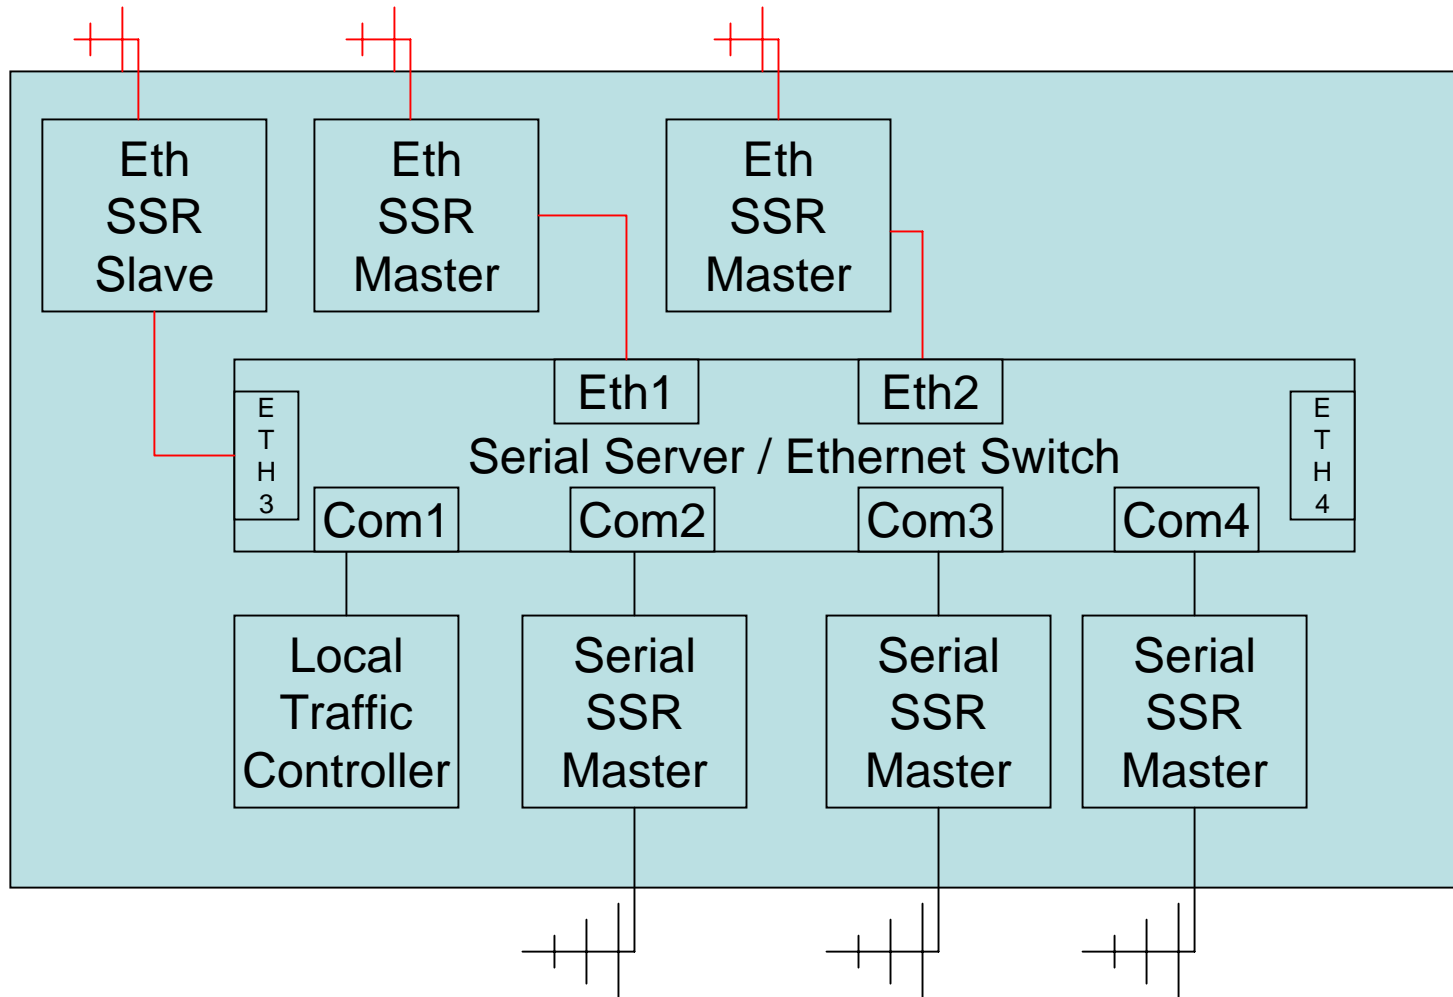 Eth
SSR
Slave
Eth
SSR
Master
Eth
SSR
Master
Eth1
Eth2
E
T
H
3
E
T
H
4
Serial Server / Ethernet Switch
Com1
Com2
Com3
Com4
Local
Traffic
Controller
Serial
SSR
Master
Serial
SSR
Master
Serial
SSR
Master